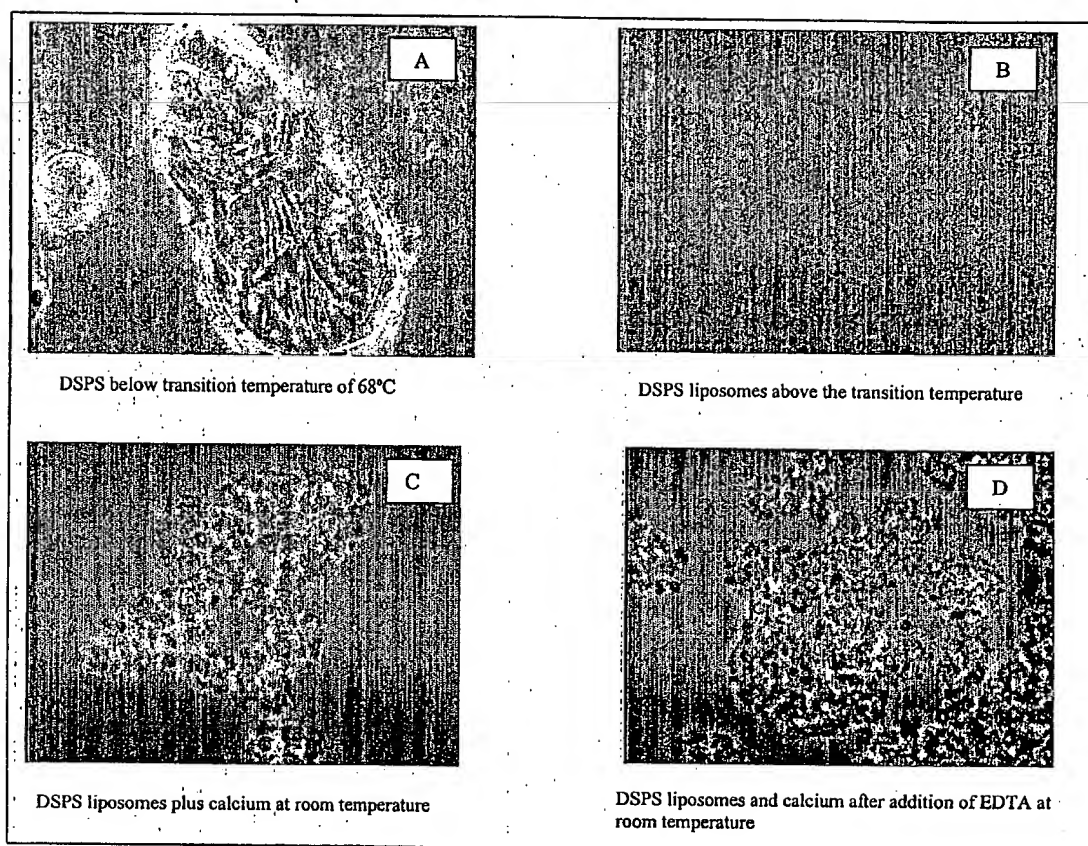 A
DSPS below transition temperature of 68°C
B
DSPS liposomes above the transition temperature
C
DSPS liposomes plus calcium at room temperature
D
DSPS liposomes and calcium after addition of EDTA at
room temperature